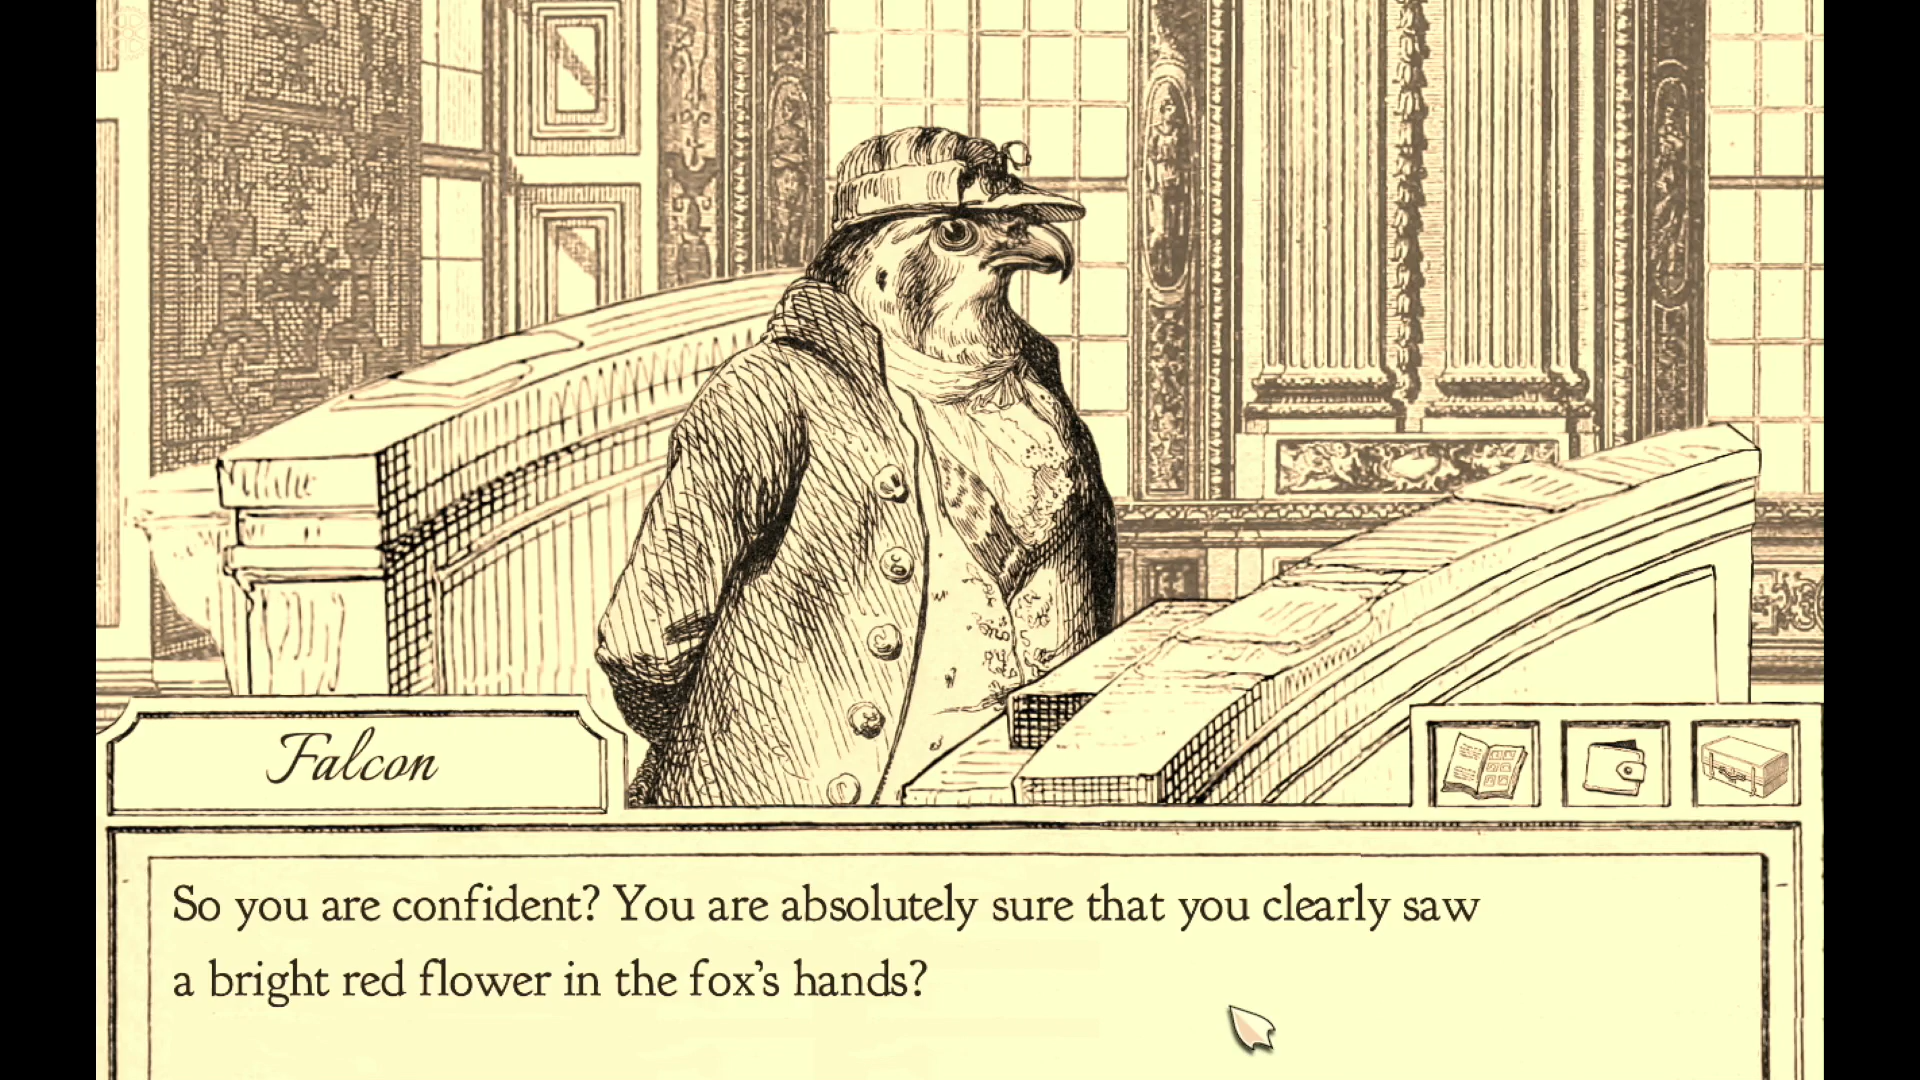 Falcon
So you are confident? You are absolutely sure that you clearly saw
a bright red flower in the fox's hands?